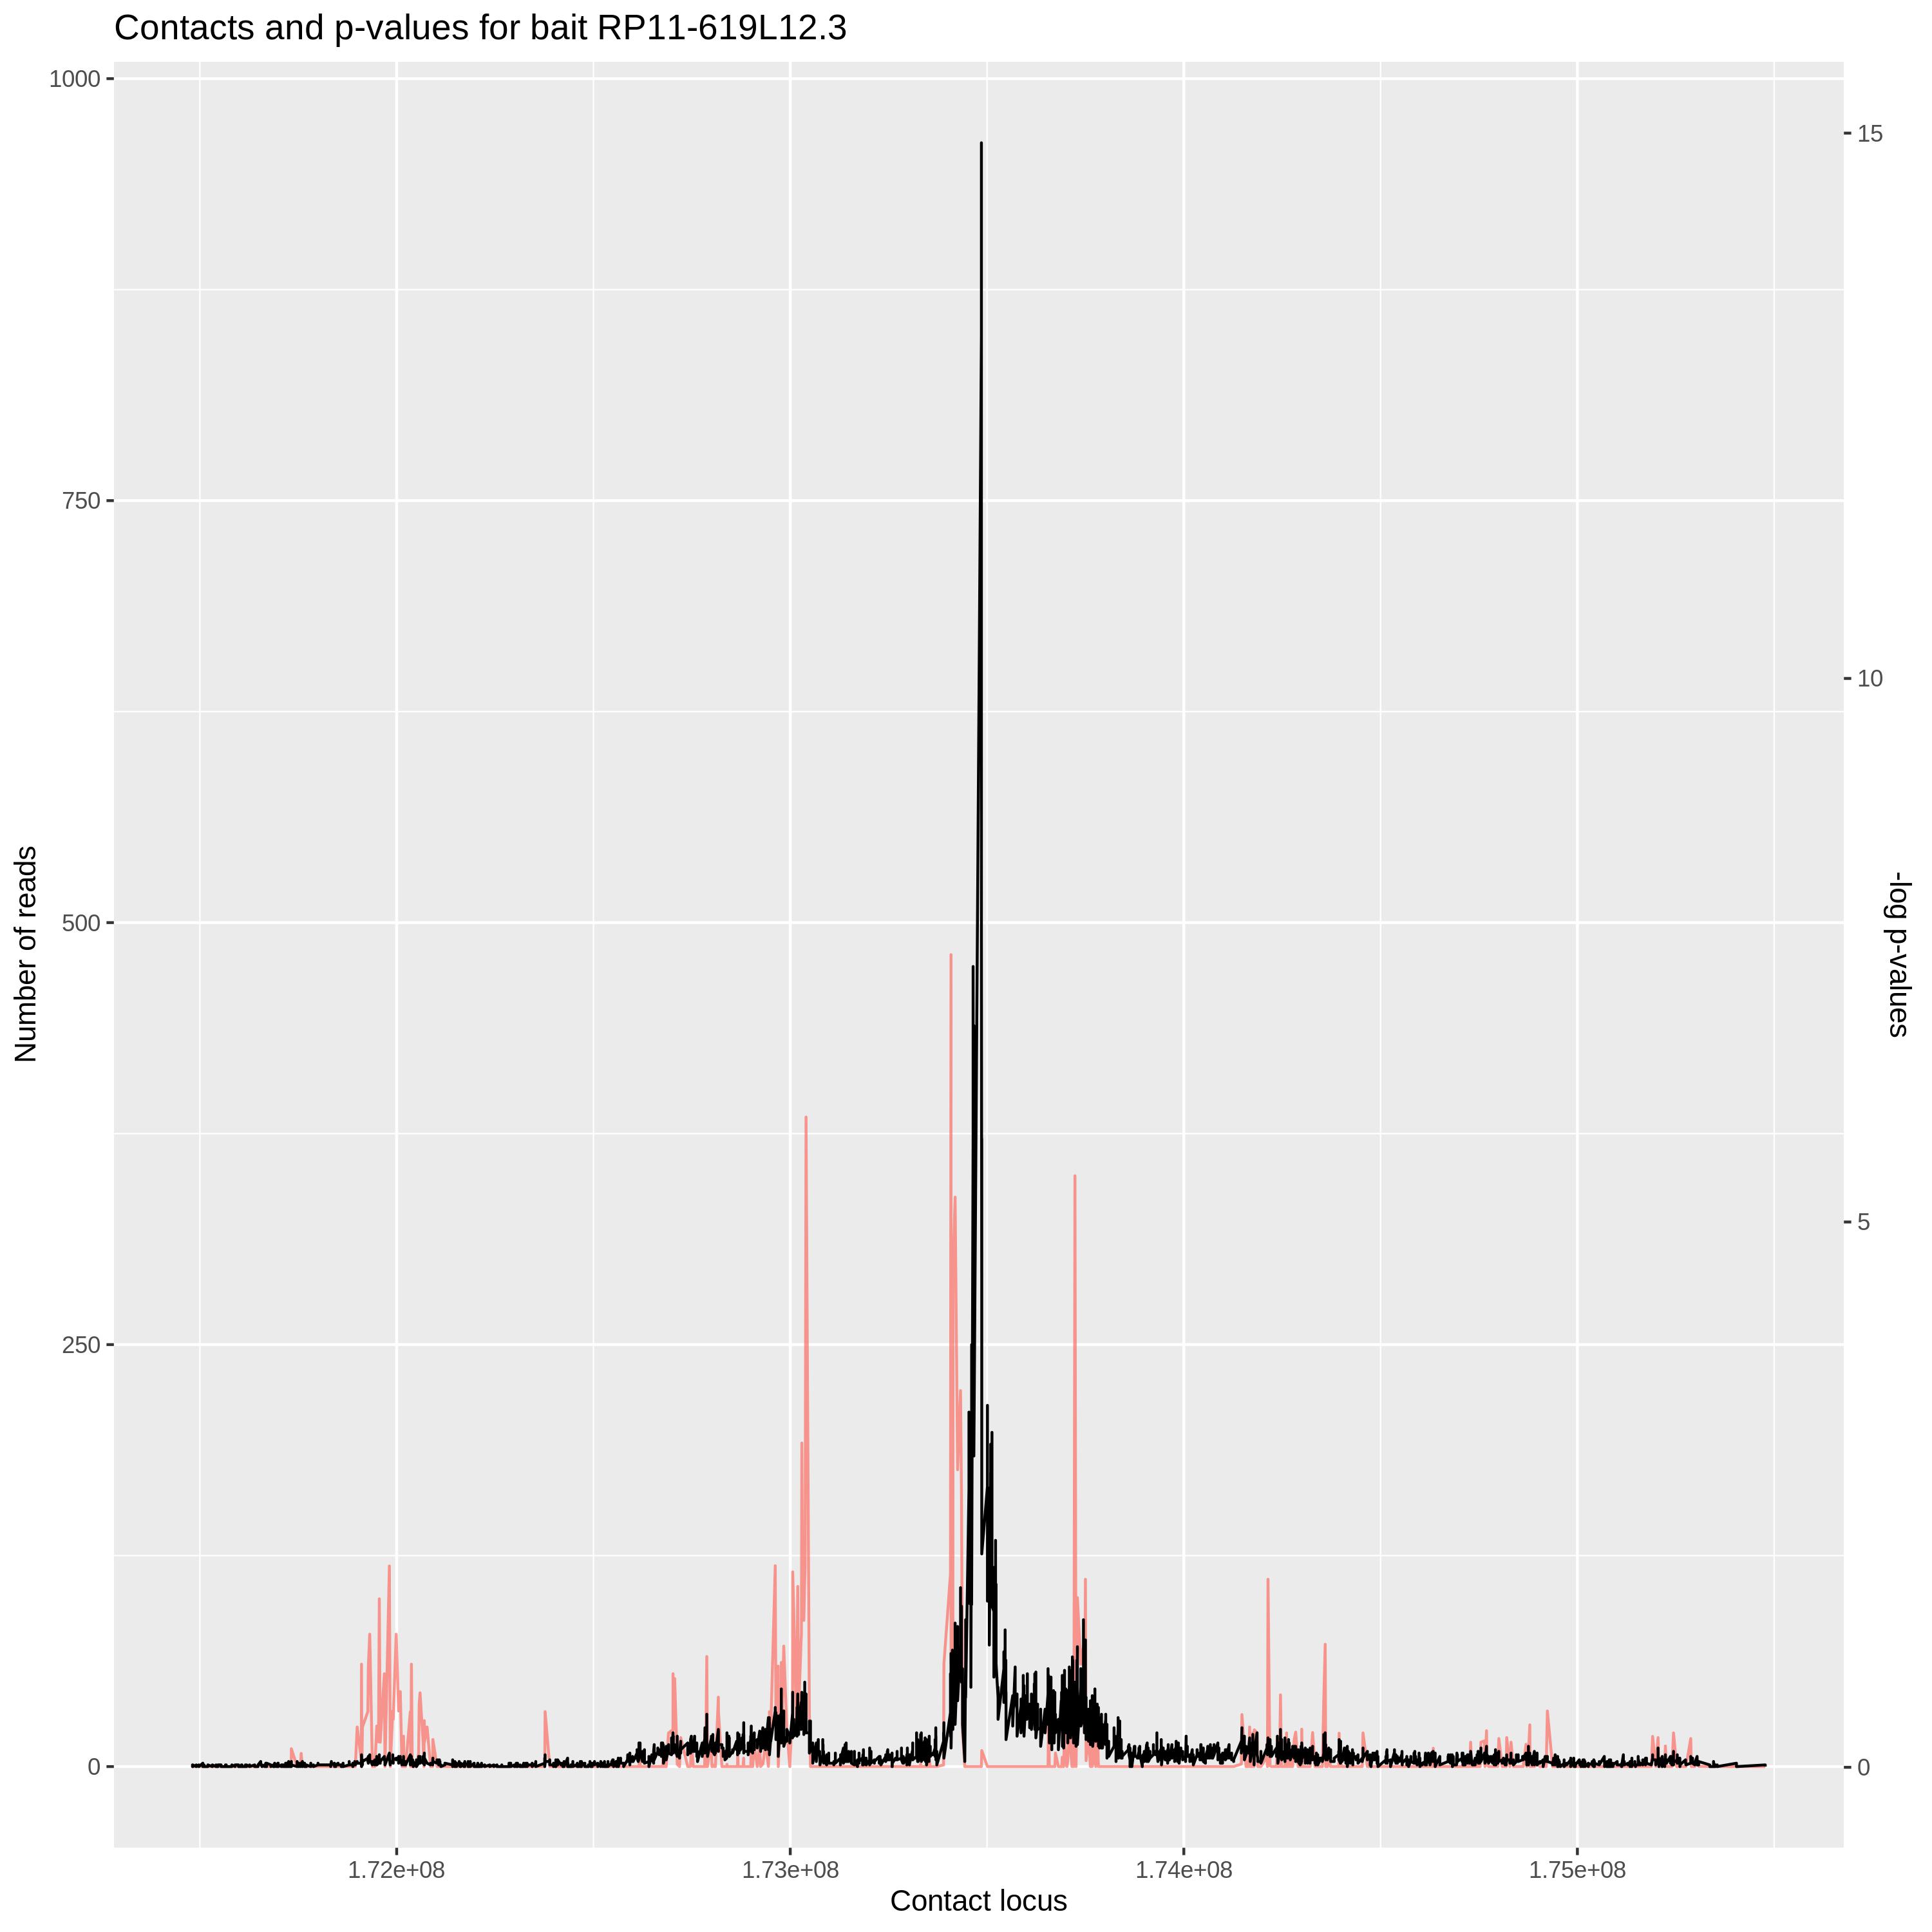 Contacts and p-values for bait RP11-619L12.3
1000
750
500
250
0
Number of reads
15
10
5
0
-log p-values
1.72e+08
1.73e+08
1.74e+08
1.75e+08
Contact locus